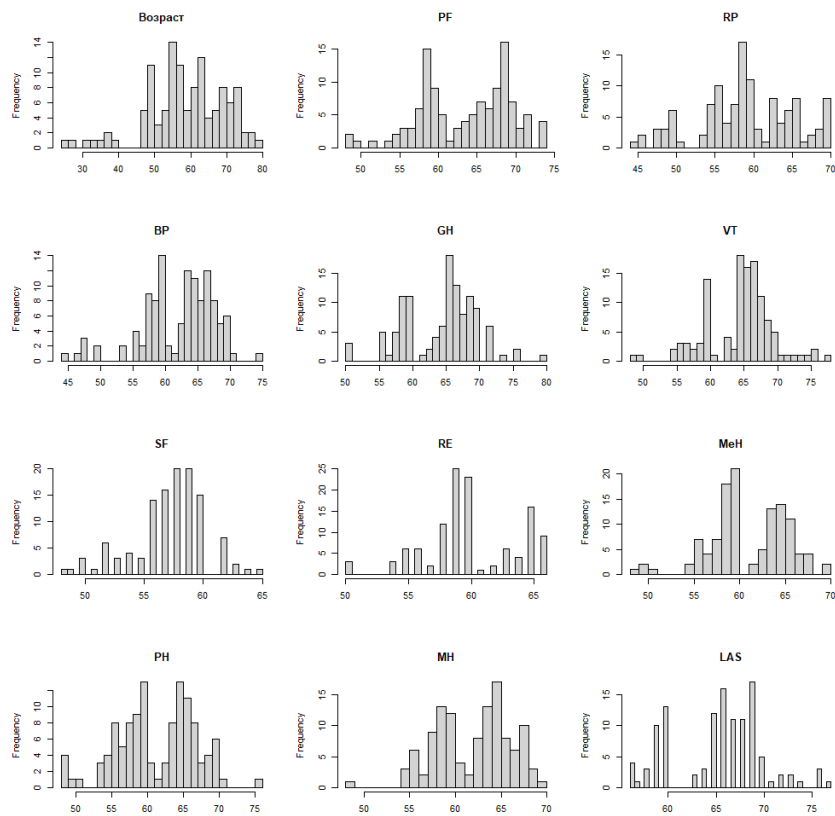 Возраст
Frequency
0 2 4 6 8 10 14
30 40 50 60 70 80
PF
Frequency
0 5 10 15
50 55 60 65 70 75
RP
Frequency
0 5 10 15
45 50 55 60 65 70
BP
Frequency
0 2 4 6 8 10 14
45 50 55 60 65 70 75
GH
Frequency
0 5 10 15
50 55 60 65 70 75 80
VT
Frequency
0 5 10 15
50 55 60 65 70 75
SF
Frequency
0 5 10 15 20
50 55 60 65
RE
Frequency
0 5 10 15 20 25
50 55 60 65
MeH
Frequency
0 5 10 15 20
50 55 60 65 70
PH
Frequency
0 2 4 6 8 10
50 55 60 65 70 75
MH
Frequency
0 5 10 15
50 55 60 65 70
LAS
Frequency
0 5 10 15
60 65 70 75